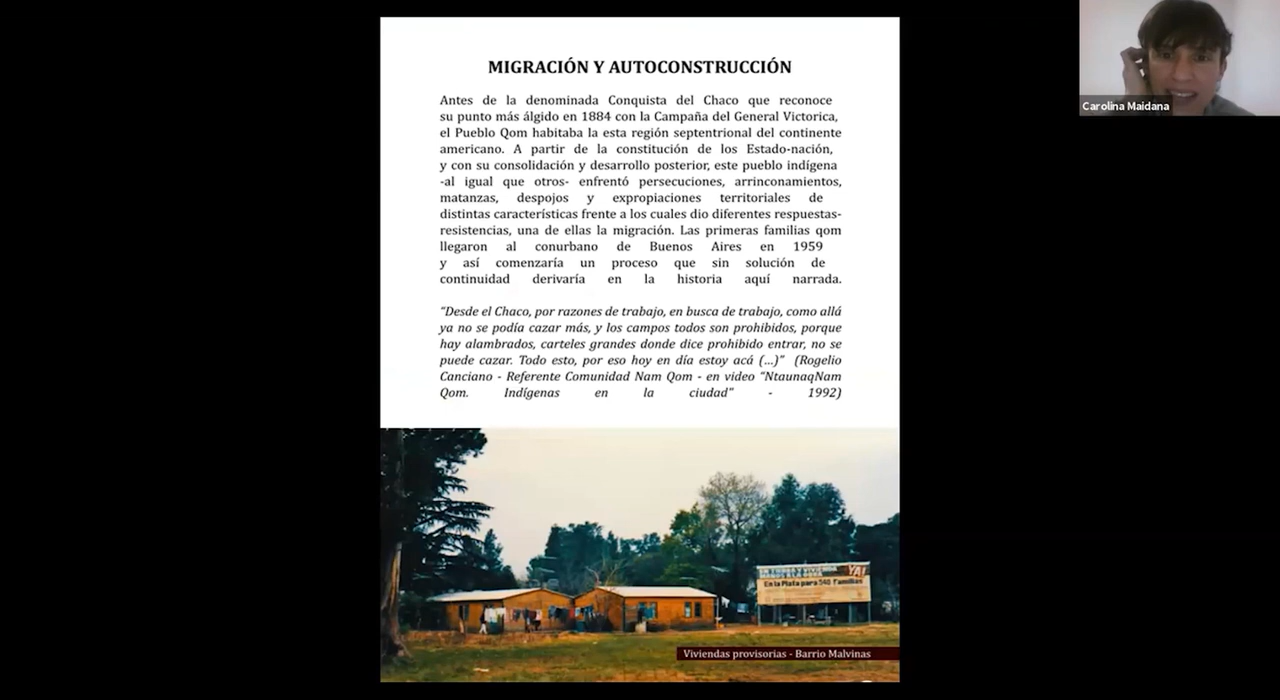 MIGRACIÓN Y AUTOCONSTRUCCIÓN
Antes de la denominada Conquista del Chaco que reconoce
su punto más álgido en 1884 con la Campaña del General Victorica,
el Pueblo Qom habitaba la esta región septentrional del continente
americano. A partir de la constitución de los Estado-nación,
y con su consolidación y desarrollo posterior, este pueblo indígena
-al igual que otros- enfrentó persecuciones, arrinconamientos,
matanzas, despojos y expropiaciones territoriales de
distintas características frente a los cuales dio diferentes respuestas-
resistencias, una de ellas la migración. Las primeras familias qom
llegaron al conurbano de Buenos Aires en 1959
y así comenzaría un proceso que sin solución de
continuidad derivaría en la historia aquí narrada.
“Desde el Chaco, por razones de trabajo, en busca de trabajo, como allá
ya no se podía cazar más, y los campos todos son prohibidos, porque
hay alambrados, carteles grandes donde dice prohibido entrar, no se
puede cazar. Todo esto, por eso hoy en día estoy acá (...)” (Rogelio
Canciano - Referente Comunidad Nam Qom - en video “NtaunaqNam
Qom. Indígenas en la ciudad” - 1992)
YA!
En la Plata para 540 Familias
Viviendas provisorias - Barrio Malvinas
Carolina Maidana